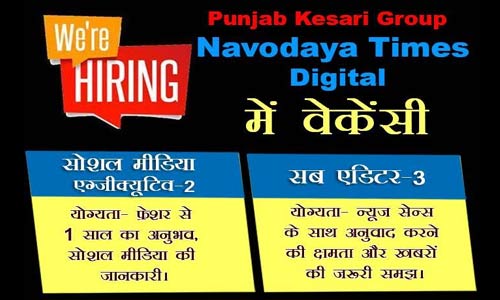 We're
HIRING
Punjab Kesari Group
Navodaya Times
Digital
में वेकेंसी
सोशल मीडिया
एग्जीक्यूटिव-2
योग्यता- फ्रेशर से
1 साल का अनुभव,
सोशल मीडिया की
जानकारी।
सब एडिटर-3
योग्यता- न्यूज सेन्स
के साथ अनुवाद करने
की क्षमता और खबरों
की जरूरी समझ।